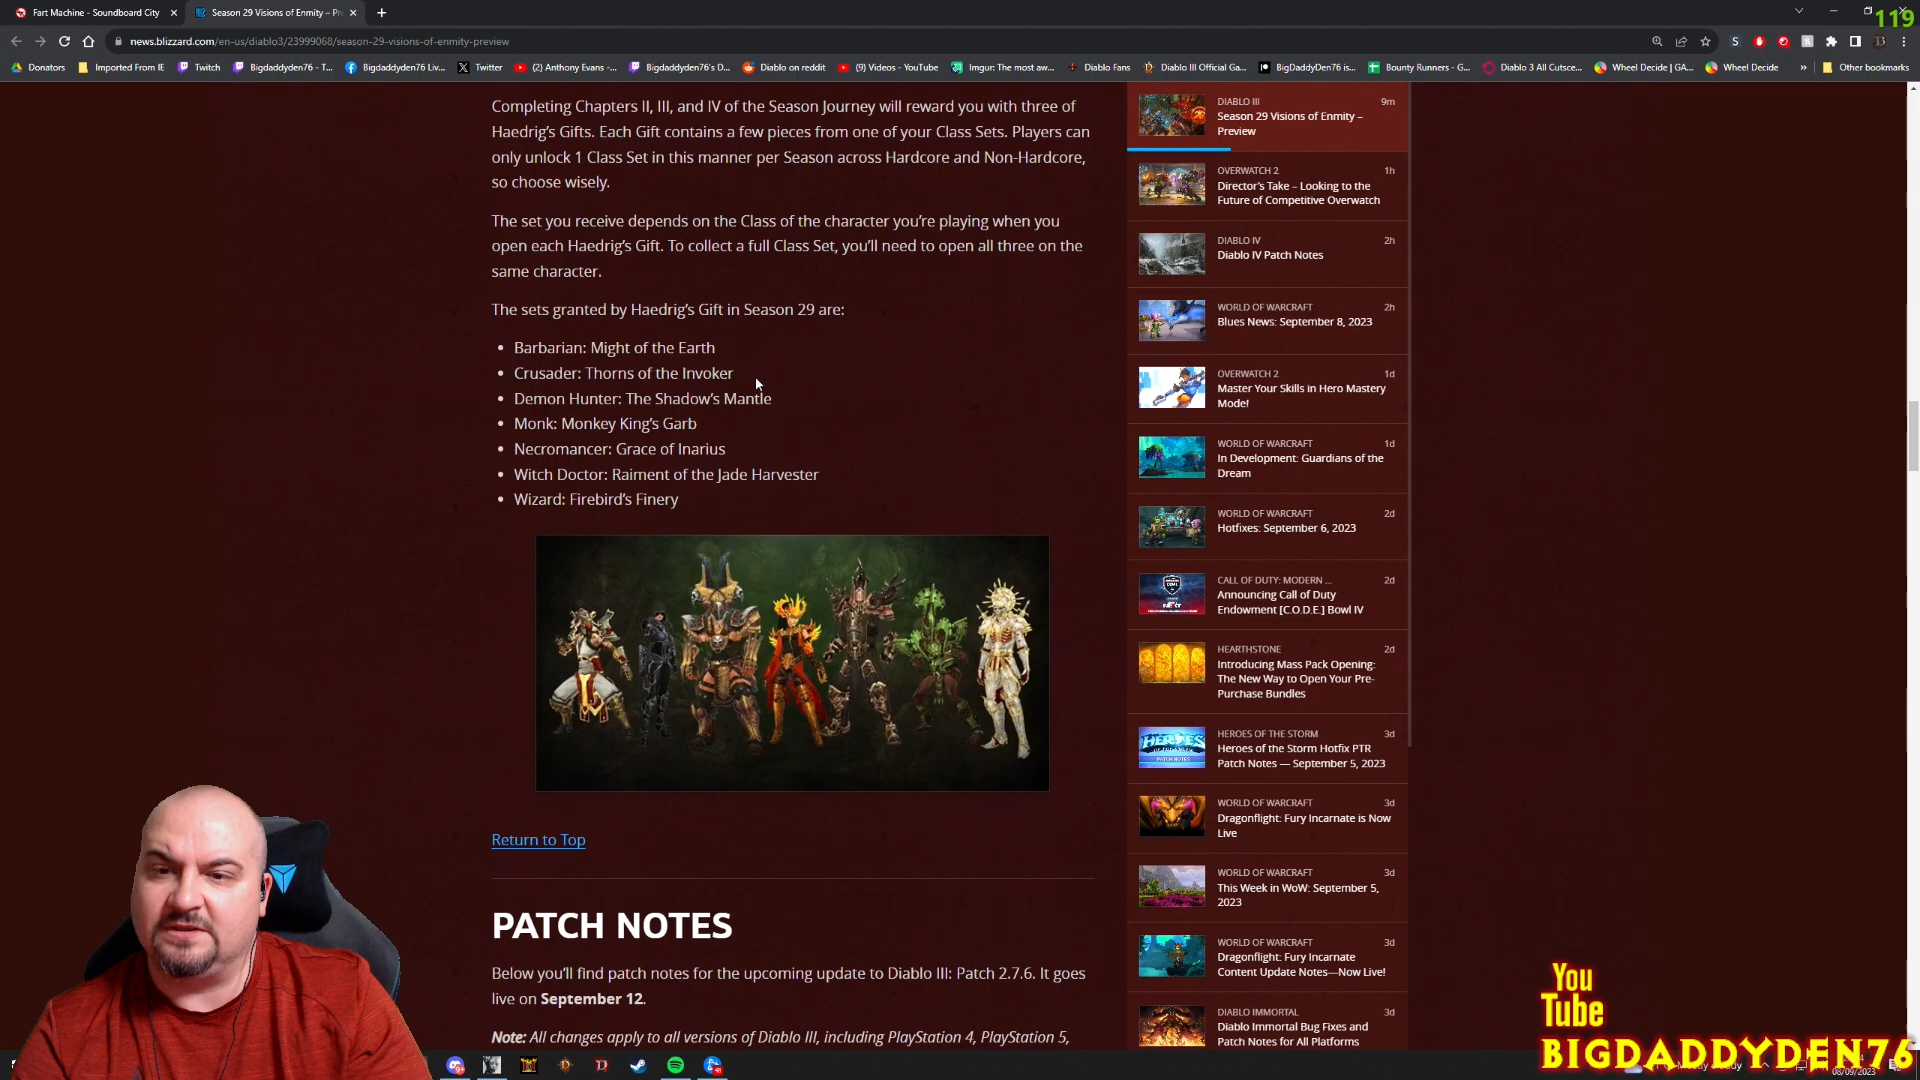 Fart Machine - Soundboard City
Season 29 Visions of Enmity – Pr
119
news.blizzard.com/en-us/diablo3/23999068/season-29-visions-of-enmity-preview
Donators
Imported From IE
Twitch
Bigdaddyden76 - T...
Bigdaddyden76 Liv...
Twitter
(2) Anthony Evans -...
Bigdaddyden76's D...
Diablo on reddit
(9) Videos - YouTube
Imgur: The most aw...
Diablo Fans
Diablo III Official Ga...
BigDaddyDen76 is...
Bounty Runners - G...
Diablo 3 All Cutsce...
Wheel Decide | GA...
Wheel Decide
»
Other bookmarks
Completing Chapters II, III, and IV of the Season Journey will reward you with three of
Haedrig's Gifts. Each Gift contains a few pieces from one of your Class Sets. Players can
only unlock 1 Class Set in this manner per Season across Hardcore and Non-Hardcore,
so choose wisely.
The set you receive depends on the Class of the character you're playing when you
open each Haedrig's Gift. To collect a full Class Set, you'll need to open all three on the
same character.
The sets granted by Haedrig's Gift in Season 29 are:
• Barbarian: Might of the Earth
• Crusader: Thorns of the Invoker
• Demon Hunter: The Shadow's Mantle
• Monk: Monkey King's Garb
• Necromancer: Grace of Inarius
• Witch Doctor: Raiment of the Jade Harvester
• Wizard: Firebird's Finery
Return to Top
PATCH NOTES
Below you'll find patch notes for the upcoming update to Diablo III: Patch 2.7.6. It goes
live on September 12.
Note: All changes apply to all versions of Diablo III, including PlayStation 4, PlayStation 5,
DIABLO III 9m
Season 29 Visions of Enmity –
Preview
OVERWATCH 2 1h
Director's Take – Looking to the
Future of Competitive Overwatch
DIABLO IV 2h
Diablo IV Patch Notes
WORLD OF WARCRAFT 2h
Blues News: September 8, 2023
OVERWATCH 2 1d
Master Your Skills in Hero Mastery
Mode!
WORLD OF WARCRAFT 1d
In Development: Guardians of the
Dream
WORLD OF WARCRAFT 2d
Hotfixes: September 6, 2023
CALL OF DUTY: MODERN ... 2d
Announcing Call of Duty
Endowment [C.O.D.E.] Bowl IV
HEARTHSTONE 2d
Introducing Mass Pack Opening:
The New Way to Open Your Pre-
Purchase Bundles
HEROES OF THE STORM 3d
Heroes of the Storm Hotfix PTR
Patch Notes — September 5, 2023
WORLD OF WARCRAFT 3d
Dragonflight: Fury Incarnate is Now
Live
WORLD OF WARCRAFT 3d
This Week in WoW: September 5,
2023
WORLD OF WARCRAFT 3d
Dragonflight: Fury Incarnate
Content Update Notes—Now Live!
DIABLO IMMORTAL 3d
Diablo Immortal Bug Fixes and
Patch Notes for All Platforms
You
Tube
BIGDADDYDEN76
08/09/2023